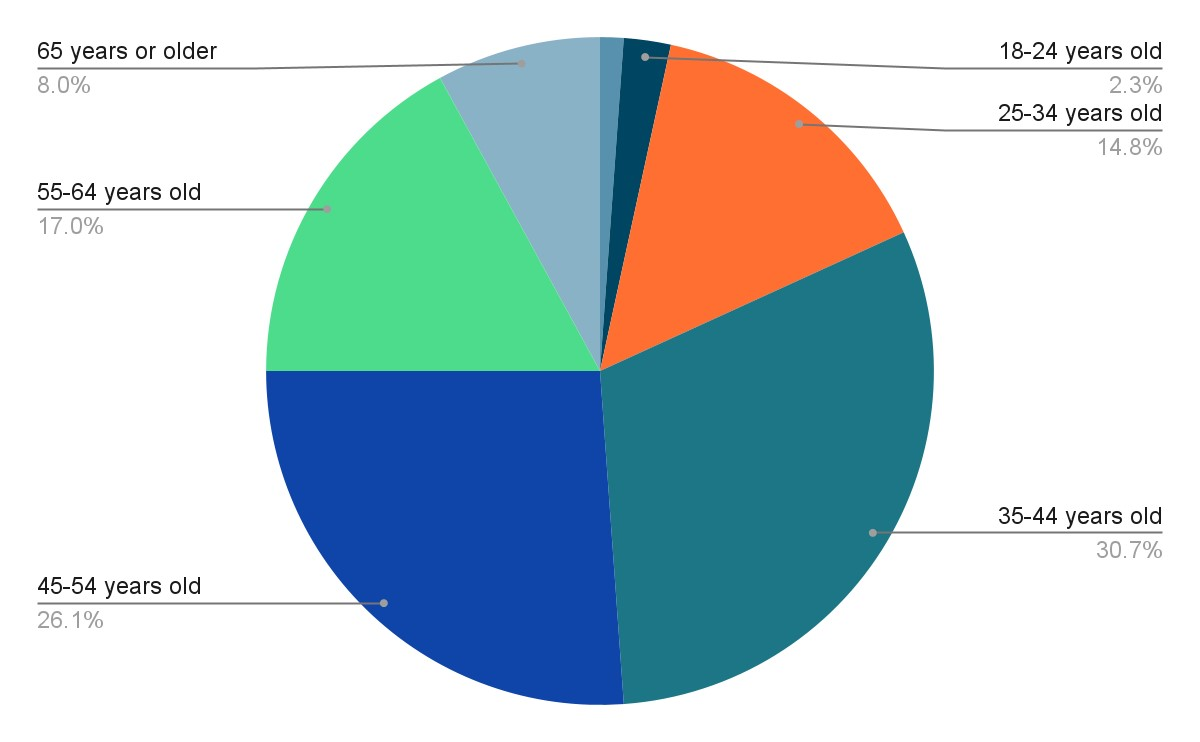 65 years or older
8.0%
18-24 years old
2.3%
25-34 years old
14.8%
55-64 years old
17.0%
35-44 years old
30.7%
45-54 years old
26.1%